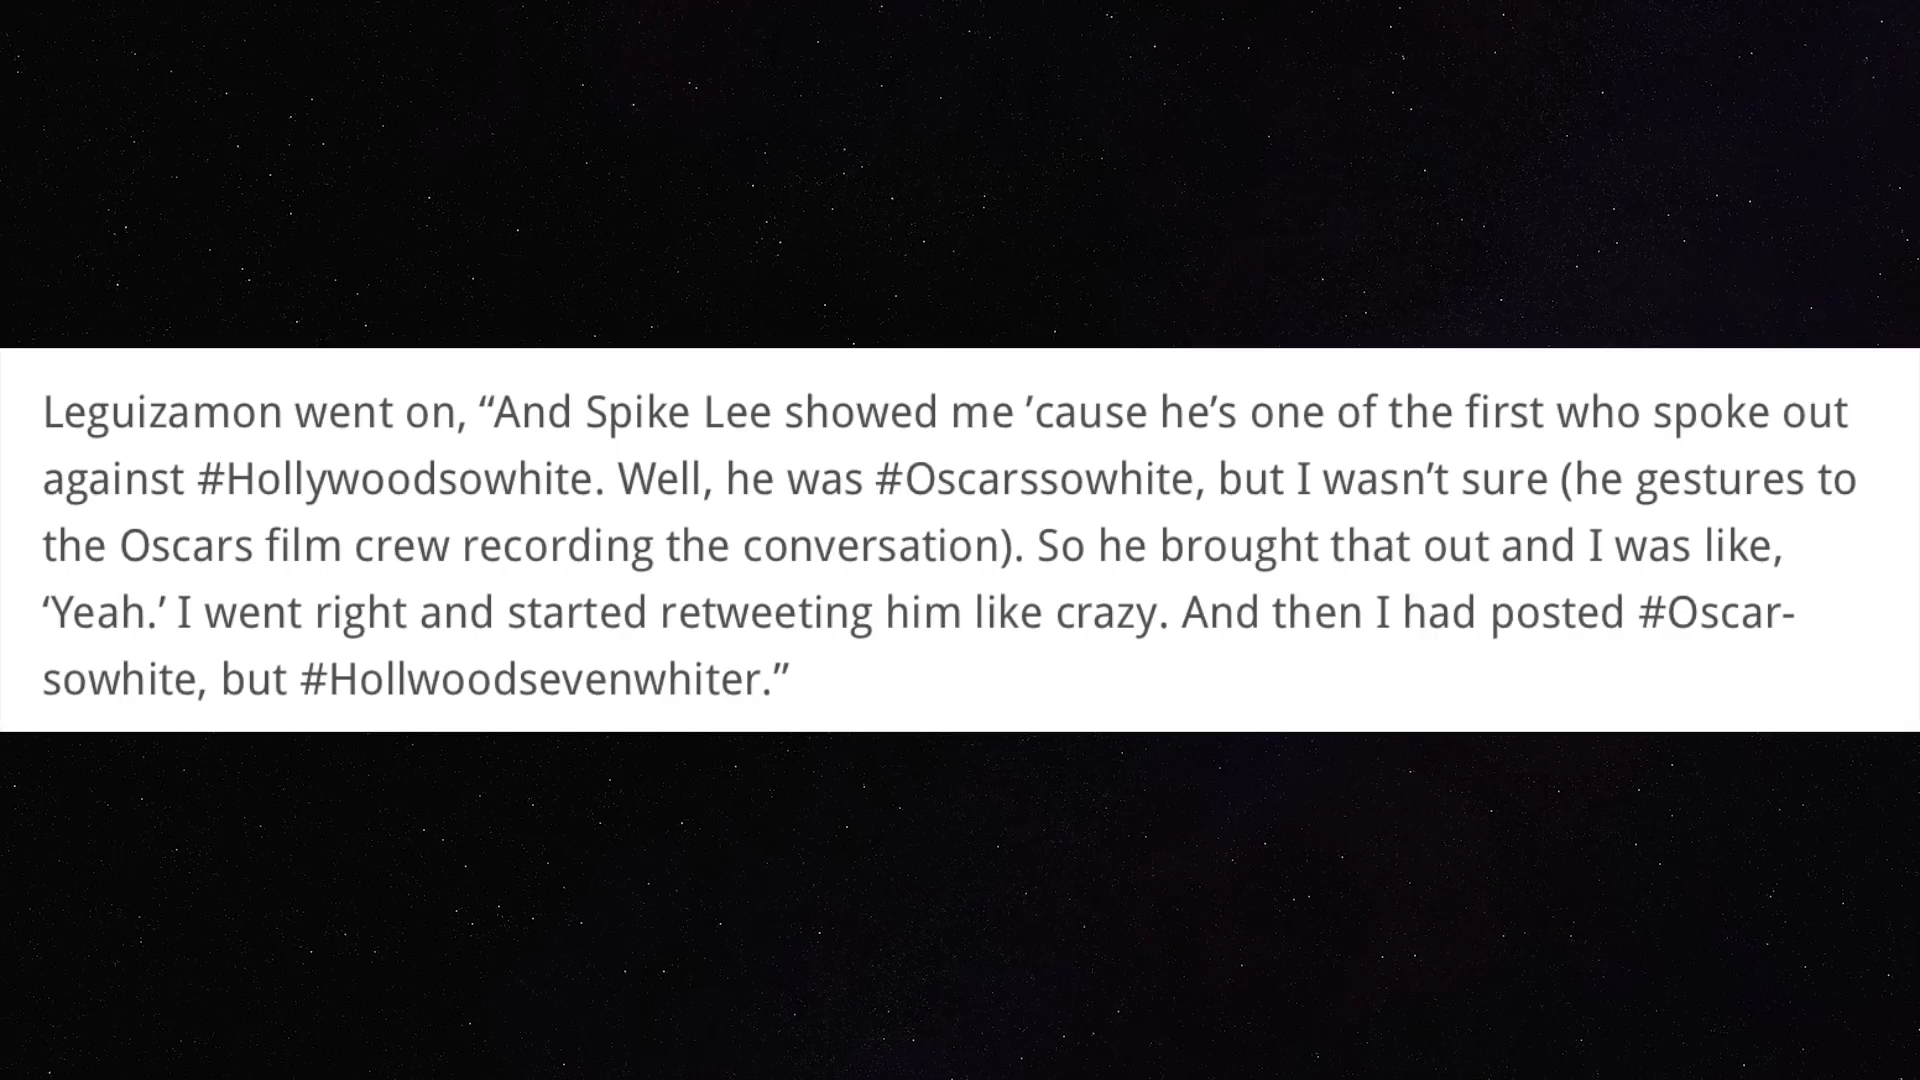 Leguizamon went on, “And Spike Lee showed me ’cause he’s one of the first who spoke out
against #Hollywoodsowhite. Well, he was #Oscarssowhite, but I wasn’t sure (he gestures to
the Oscars film crew recording the conversation). So he brought that out and I was like,
‘Yeah.’ I went right and started retweeting him like crazy. And then I had posted #Oscar-
sowhite, but #Hollwoodsevenwhiter.”